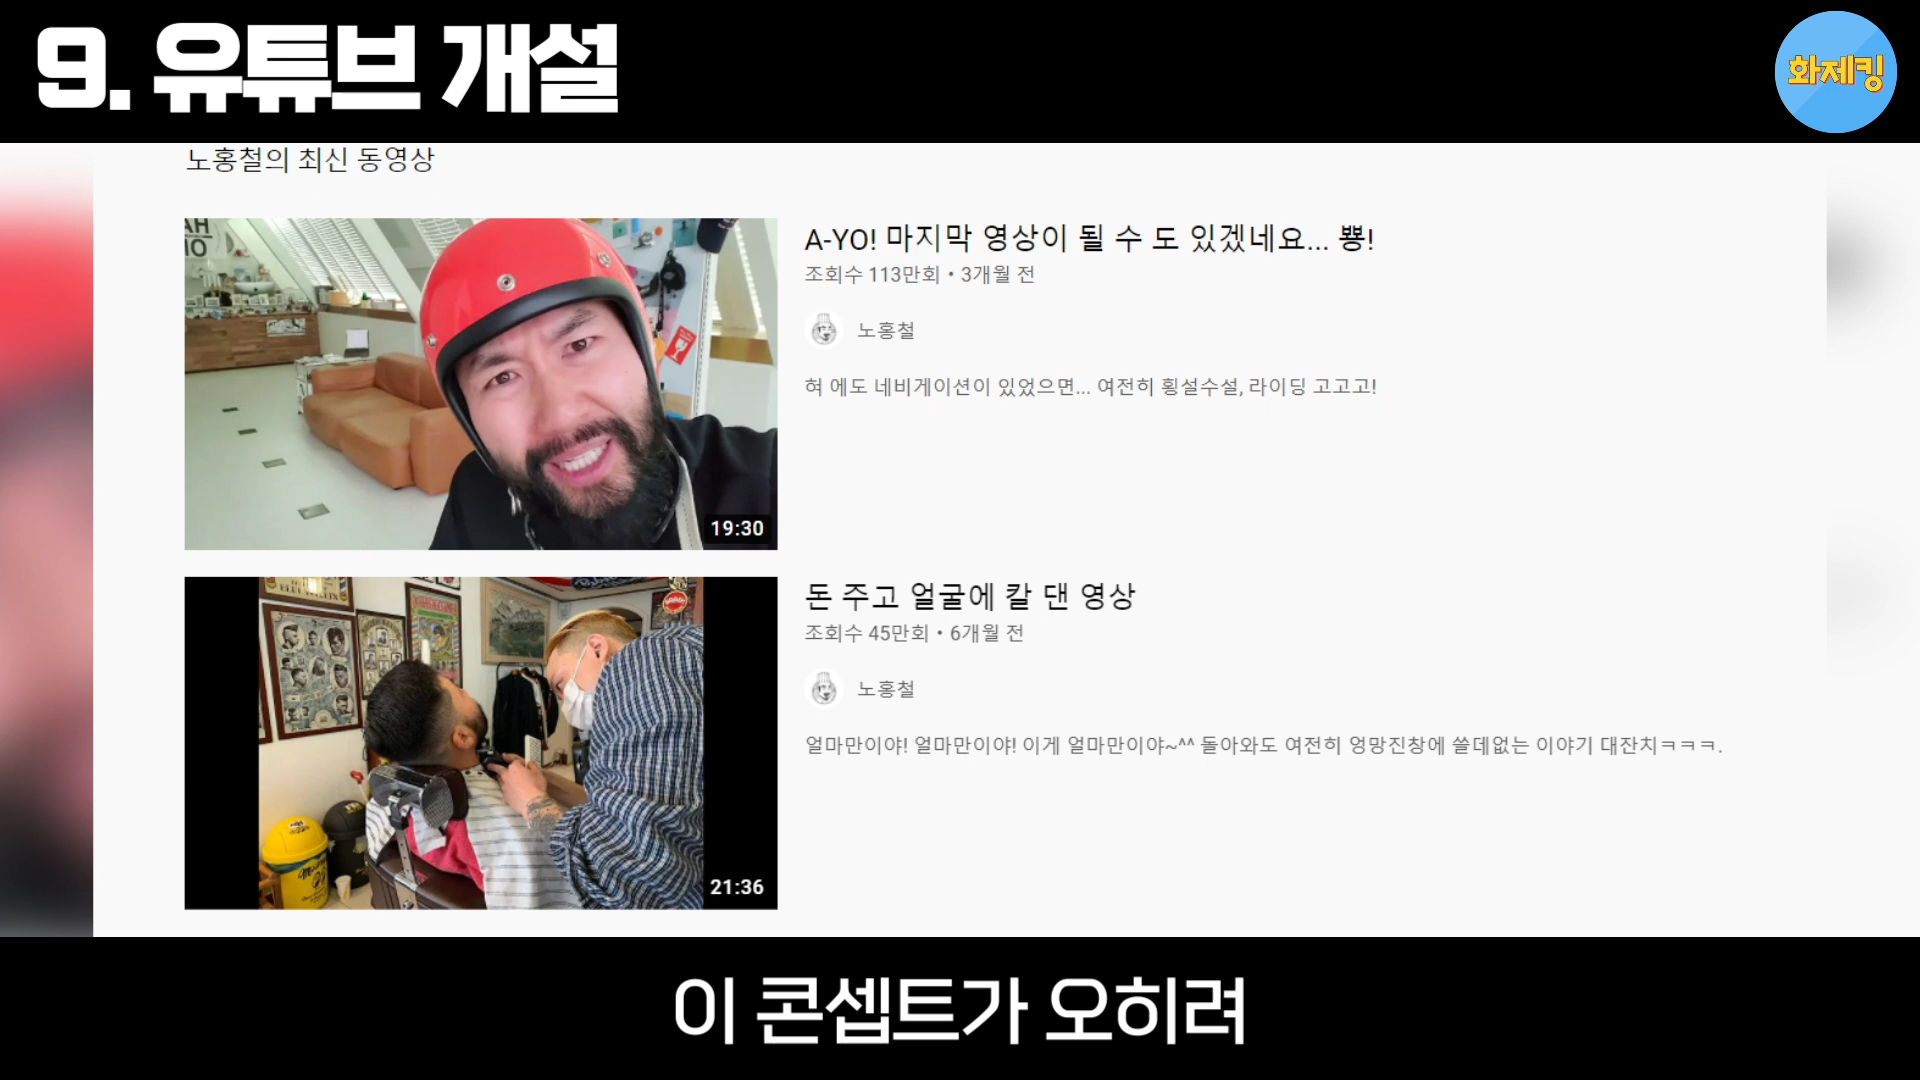 9. 유튜브 개설
화제킹
노홍철의 최신 동영상
19:30
A-YO! 마지막 영상이 될 수 도 있겠네요... 뿅!
조회수 113만회 • 3개월 전
노홍철
혀 에도 네비게이션이 있었으면... 여전히 횡설수설, 라이딩 고고고!
21:36
돈 주고 얼굴에 칼 댄 영상
조회수 45만회 • 6개월 전
노홍철
얼마만이야! 얼마만이야! 이게 얼마만이야~^^ 돌아와도 여전히 엉망진창에 쓸데없는 이야기 대잔치ㅋㅋㅋ.
이 콘셉트가 오히려